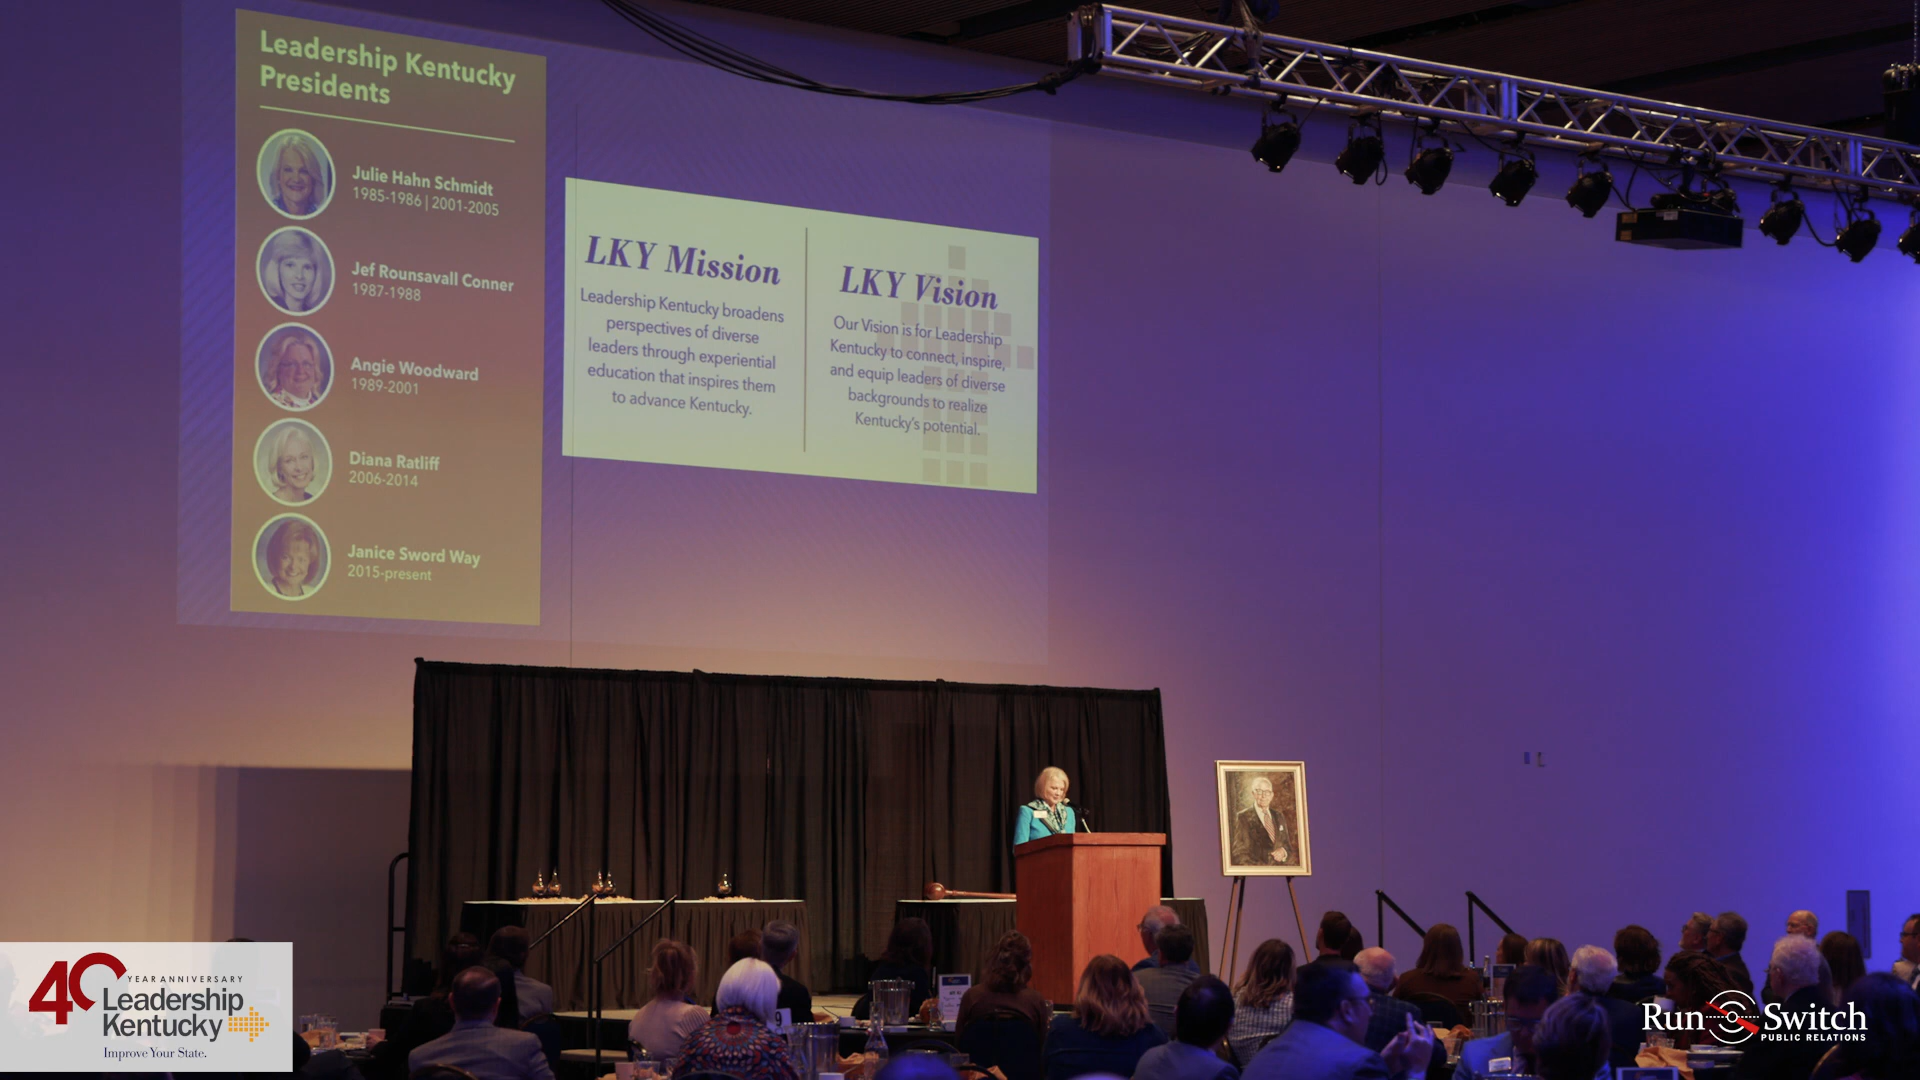 Leadership Kentucky
Presidents
Julie Hahn Schmidt
1985-1986 | 2001-2005
Jef Rounsavall Conner
1987-1988
Angie Woodward
1989-2001
Diana Ratliff
2006-2014
Janice Sword Way
2015-present
LKY Mission
Leadership Kentucky broadens
perspectives of diverse
leaders through experiential
education that inspires them
to advance Kentucky.
LKY Vision
Our Vision is for Leadership
Kentucky to connect, inspire,
and equip leaders of diverse
backgrounds to realize
Kentucky's potential.
9
40
YEAR ANNIVERSARY
Leadership
Kentucky
Improve Your State.
Run Switch
PUBLIC RELATIONS